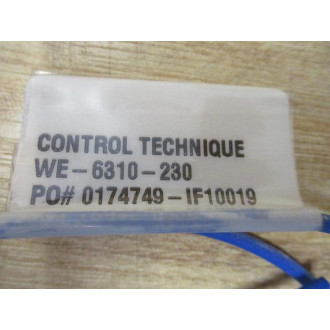 CONTROL TECHNIQUE
WE-6310-230
PO# 0174749-IF10019